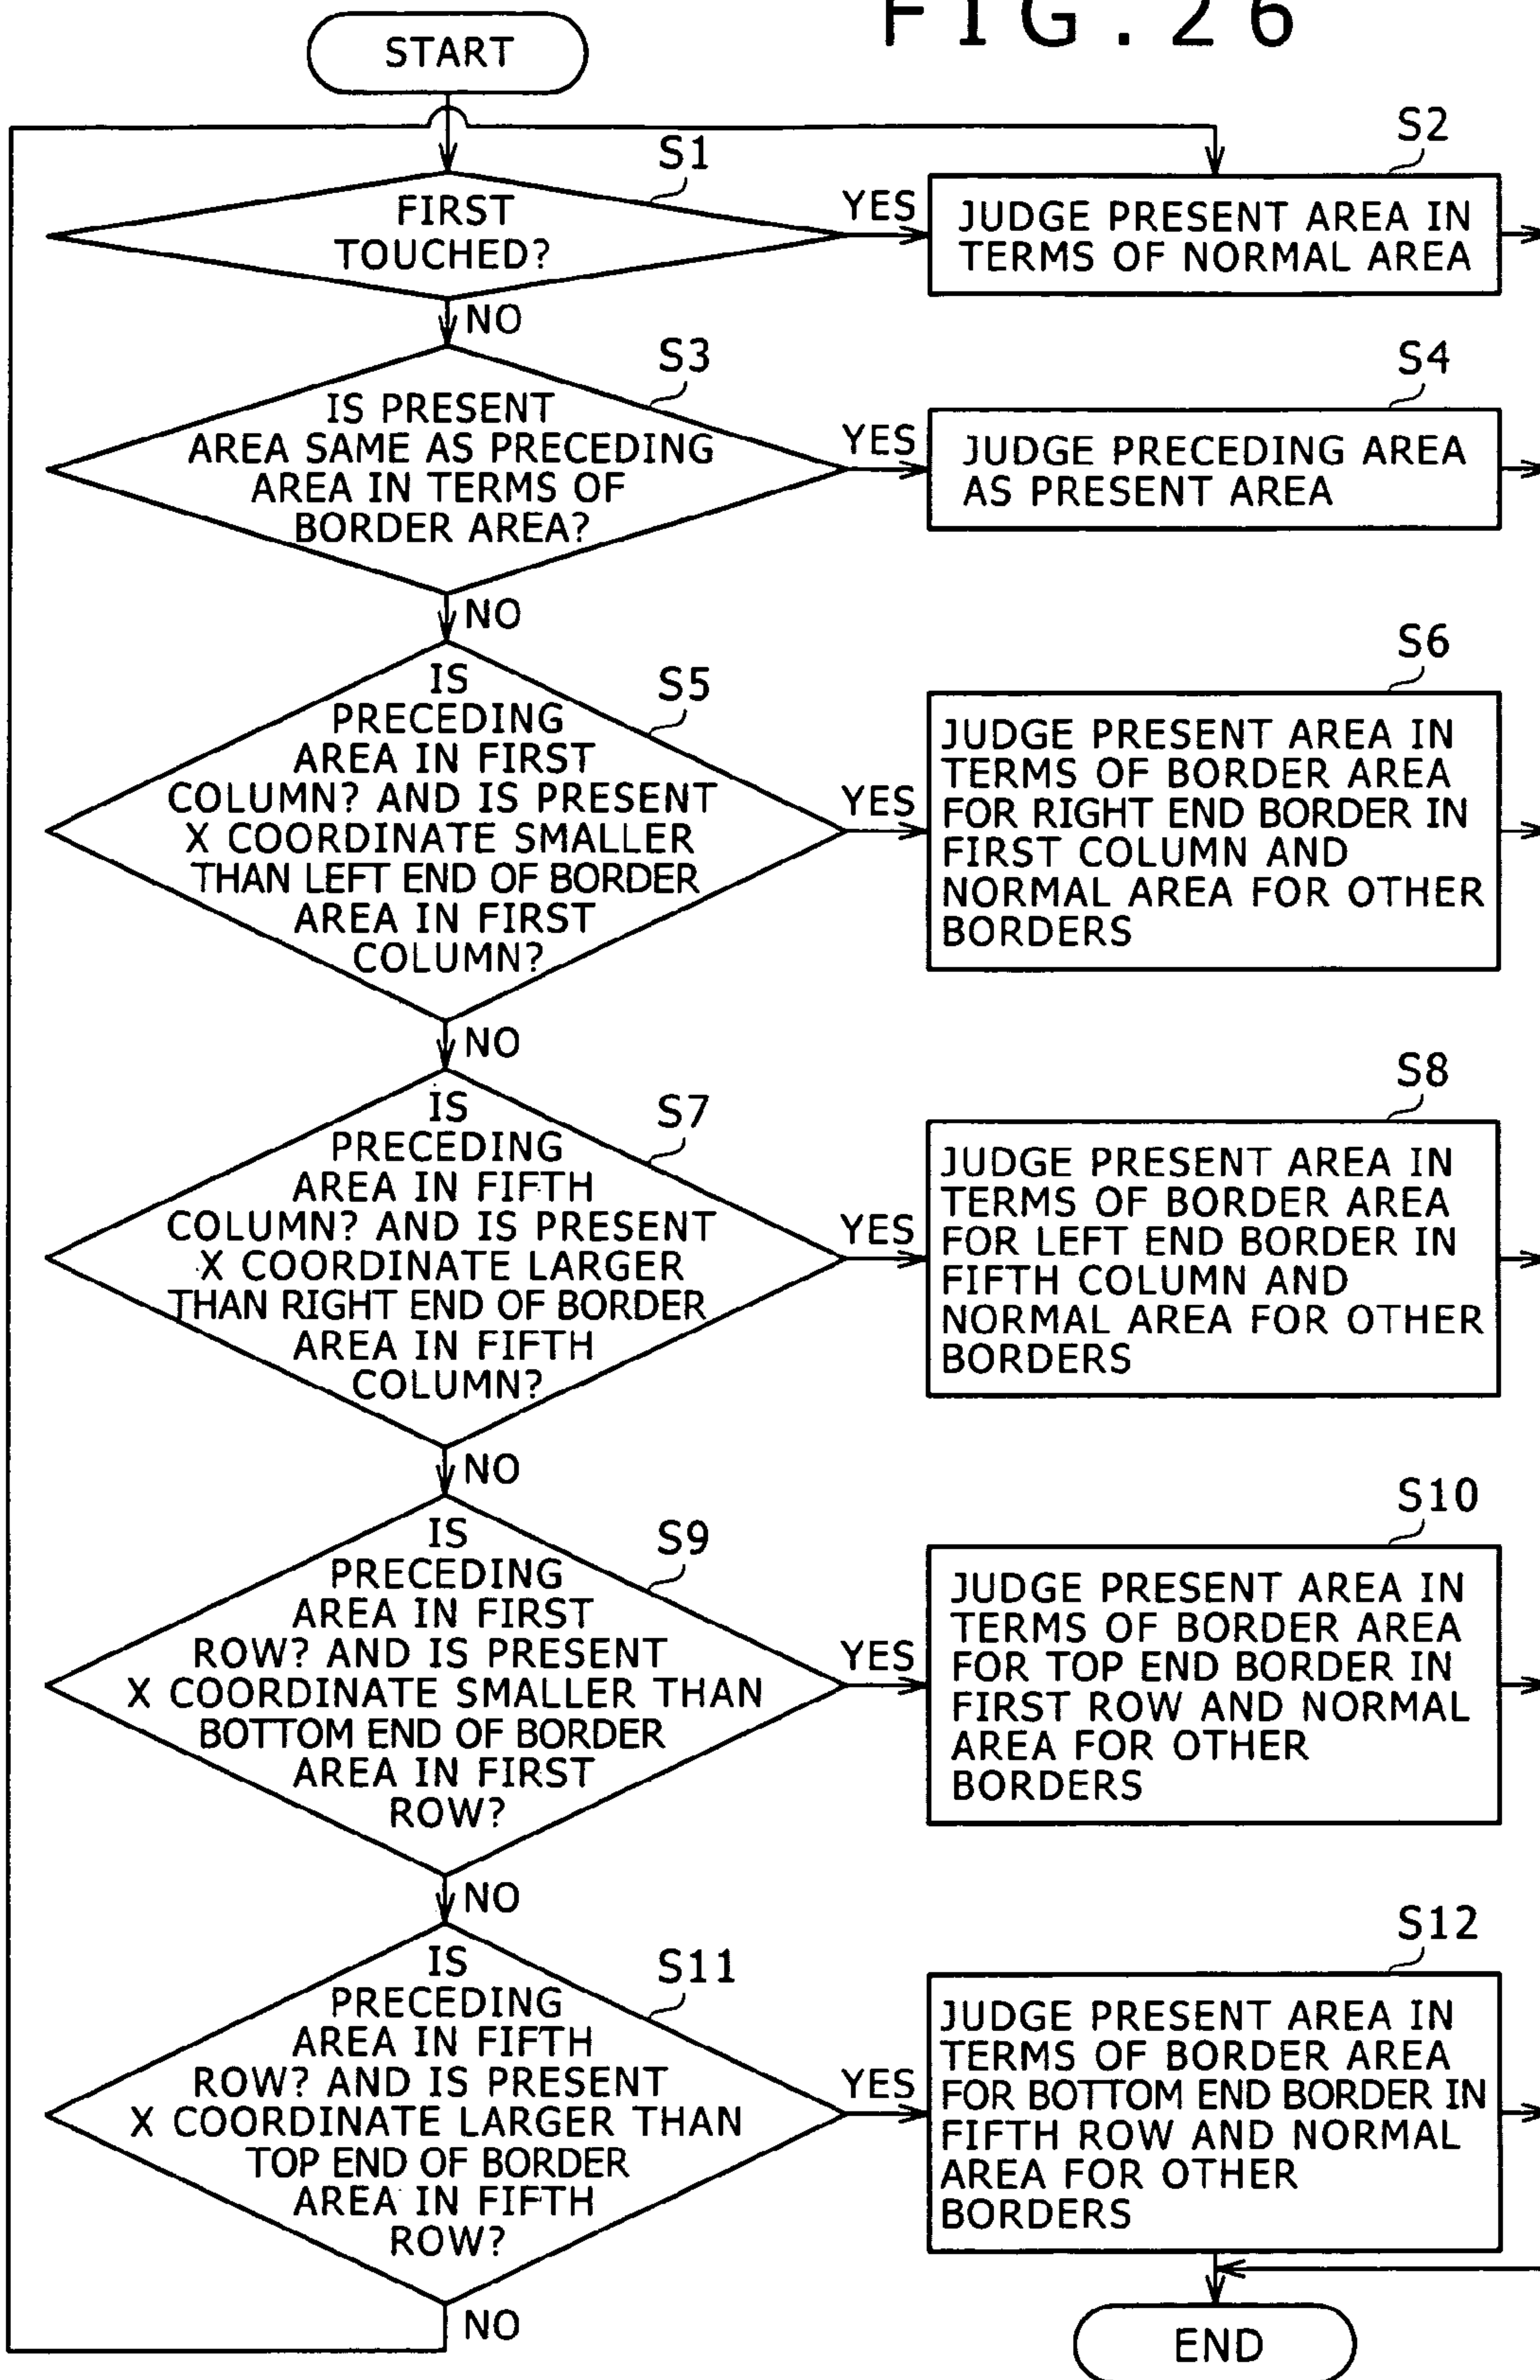 FIG.26
START
S1
FIRST
TOUCHED?
YES
S2
JUDGE PRESENT AREA IN
TERMS OF NORMAL AREA
NO
S3
IS PRESENT
AREA SAME AS PRECEDING
AREA IN TERMS OF
BORDER AREA?
YES
S4
JUDGE PRECEDING AREA
AS PRESENT AREA
NO
S5
IS
PRECEDING
AREA IN FIRST
COLUMN? AND IS PRESENT
X COORDINATE SMALLER
THAN LEFT END OF BORDER
AREA IN FIRST
COLUMN?
YES
S6
JUDGE PRESENT AREA IN
TERMS OF BORDER AREA
FOR RIGHT END BORDER IN
FIRST COLUMN AND
NORMAL AREA FOR OTHER
BORDERS
NO
S7
IS
PRECEDING
AREA IN FIFTH
COLUMN? AND IS PRESENT
X COORDINATE LARGER
THAN RIGHT END OF BORDER
AREA IN FIFTH
COLUMN?
YES
S8
JUDGE PRESENT AREA IN
TERMS OF BORDER AREA
FOR LEFT END BORDER IN
FIFTH COLUMN AND
NORMAL AREA FOR OTHER
BORDERS
NO
S9
IS
PRECEDING
AREA IN FIRST
ROW? AND IS PRESENT
X COORDINATE SMALLER THAN
BOTTOM END OF BORDER
AREA IN FIRST
ROW?
YES
S10
JUDGE PRESENT AREA IN
TERMS OF BORDER AREA
FOR TOP END BORDER IN
FIRST ROW AND NORMAL
AREA FOR OTHER
BORDERS
NO
S11
IS
PRECEDING
AREA IN FIFTH
ROW? AND IS PRESENT
X COORDINATE LARGER THAN
TOP END OF BORDER
AREA IN FIFTH
ROW?
YES
S12
JUDGE PRESENT AREA IN
TERMS OF BORDER AREA
FOR BOTTOM END BORDER IN
FIFTH ROW AND NORMAL
AREA FOR OTHER
BORDERS
NO
END